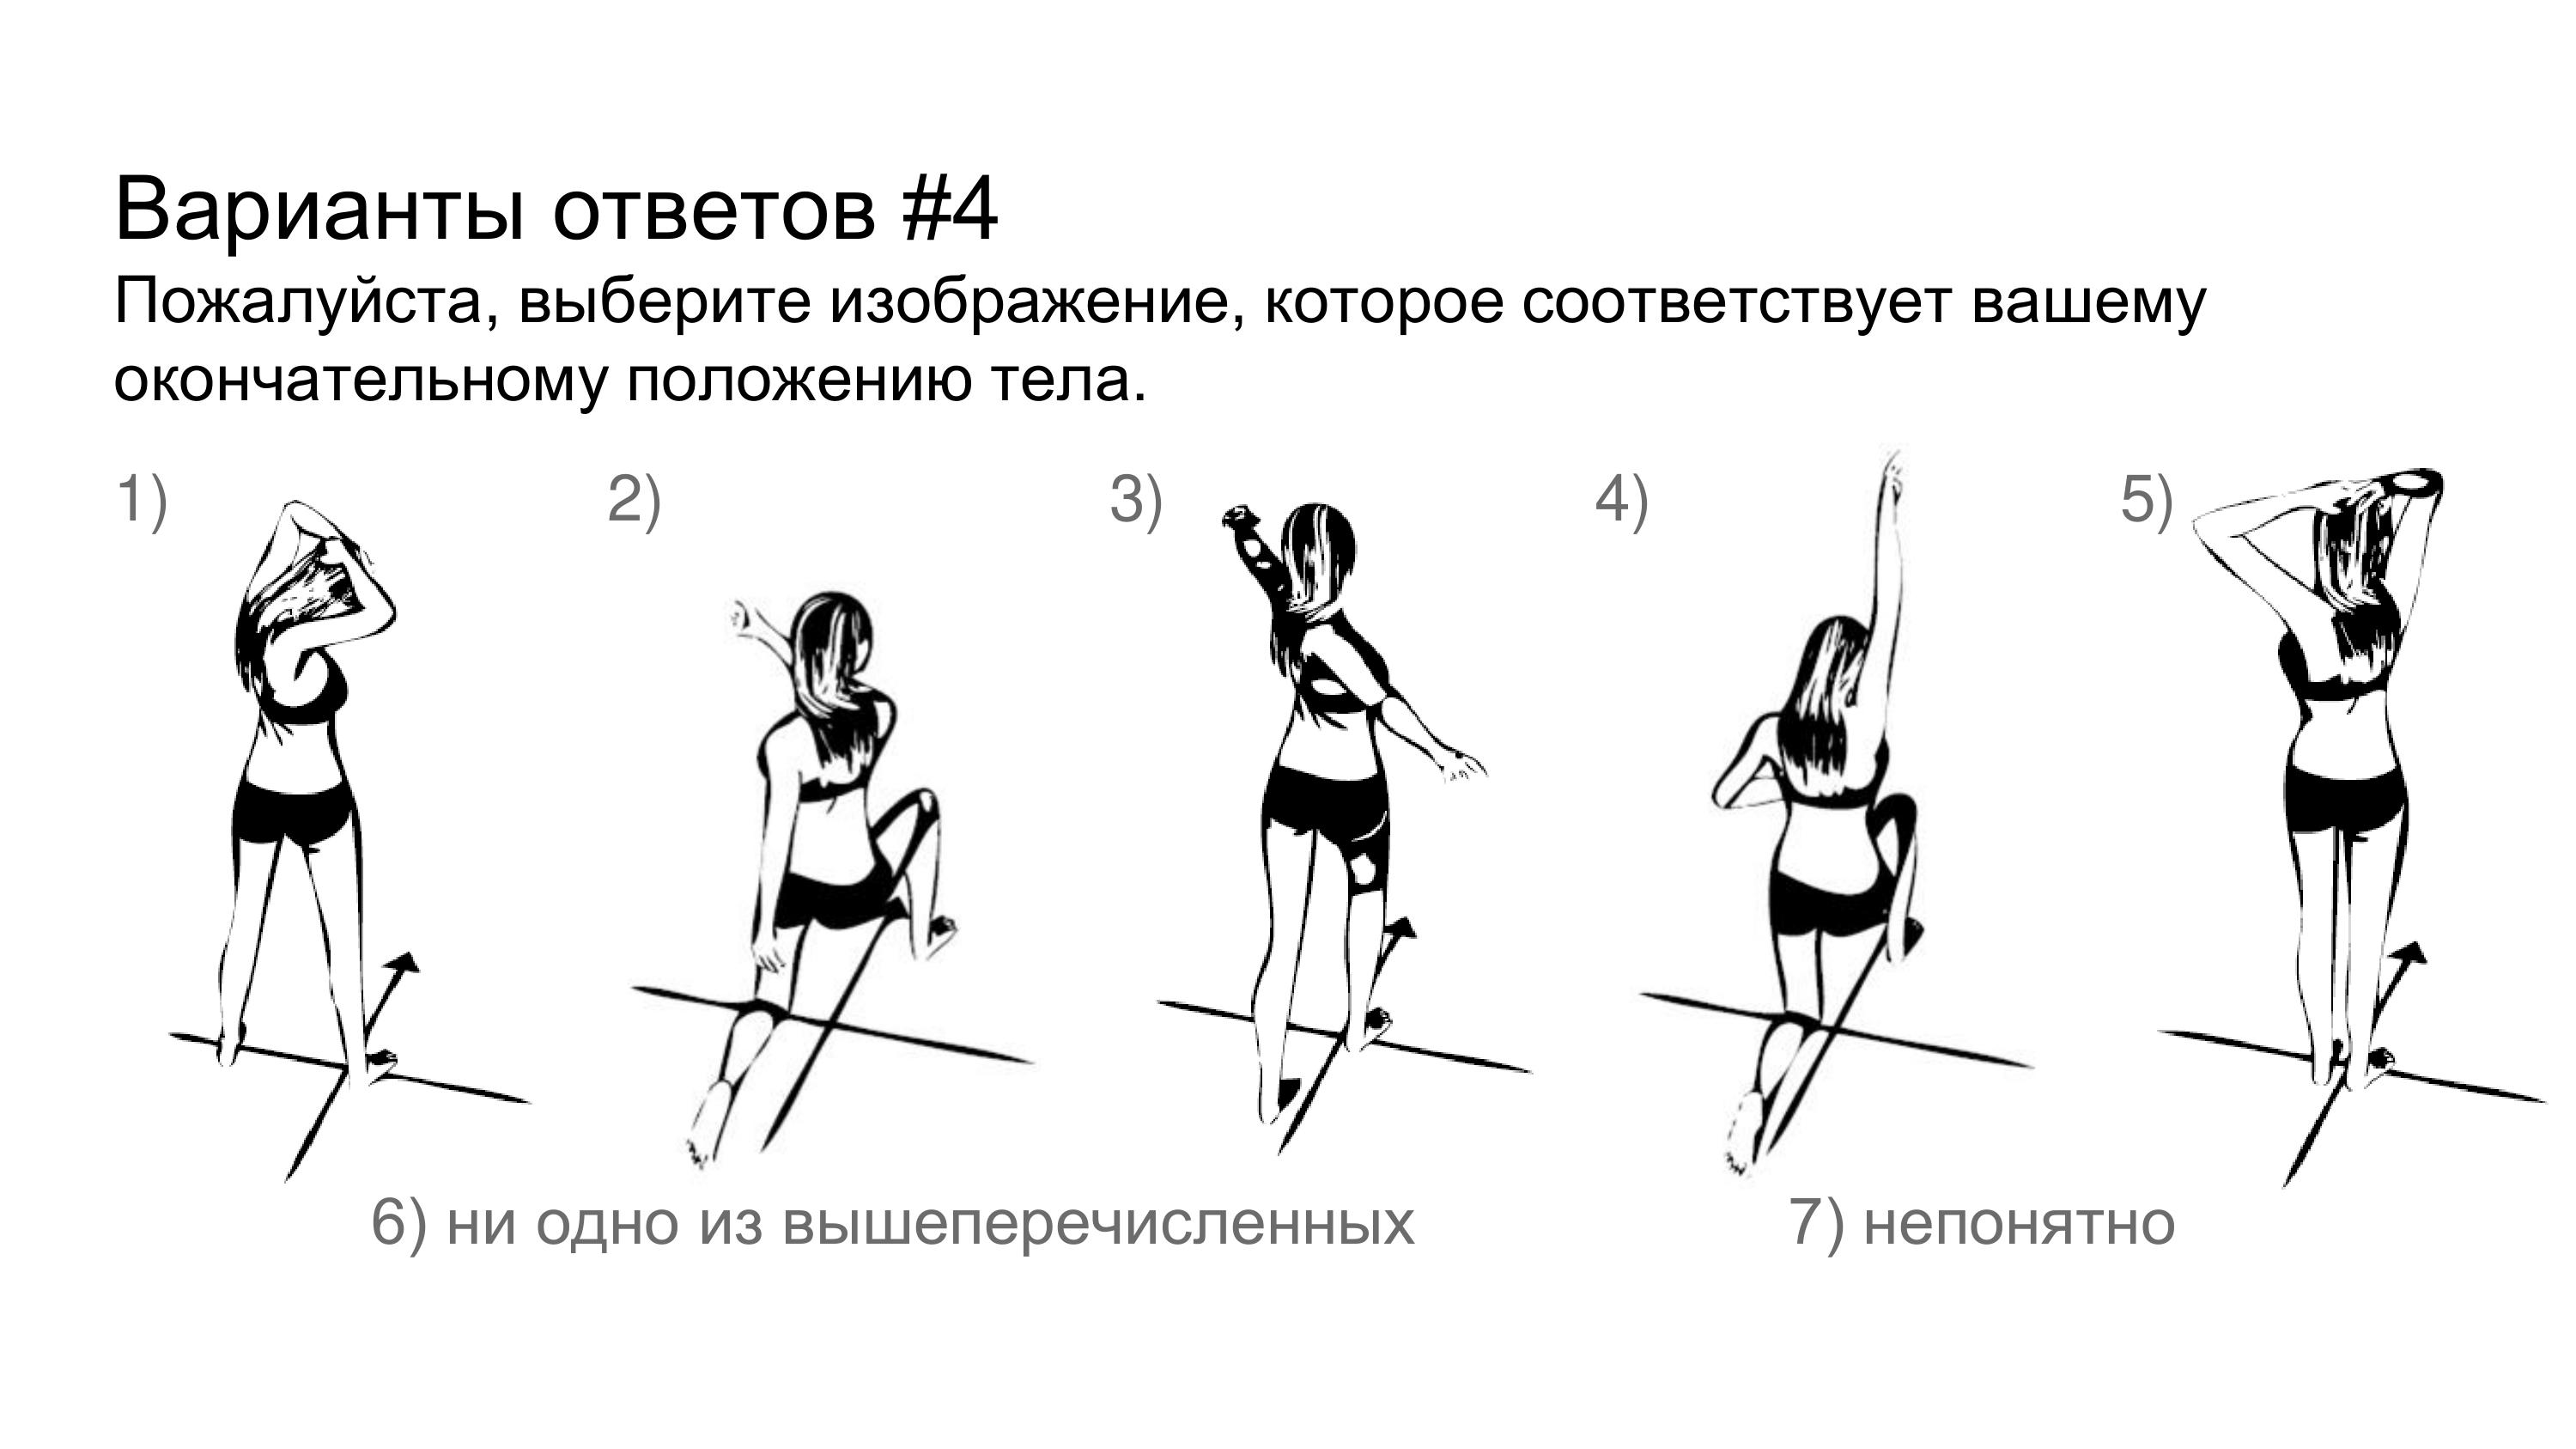 Варианты ответов #4
Пожалуйста, выберите изображение, которое соответствует вашему
окончательному положению тела.
1)
2)
3)
4)
5)
6) ни одно из вышеперечисленных
7) непонятно